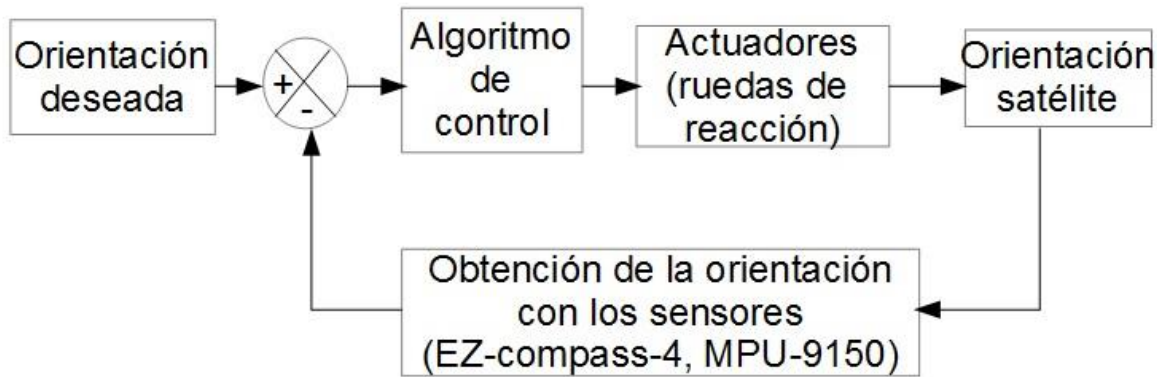 Orientación
deseada
+
-
Algoritmo
de
control
Actuadores
(ruedas de
reacción)
Orientación
satélite
Obtención de la orientación
con los sensores
(EZ-compass-4, MPU-9150)